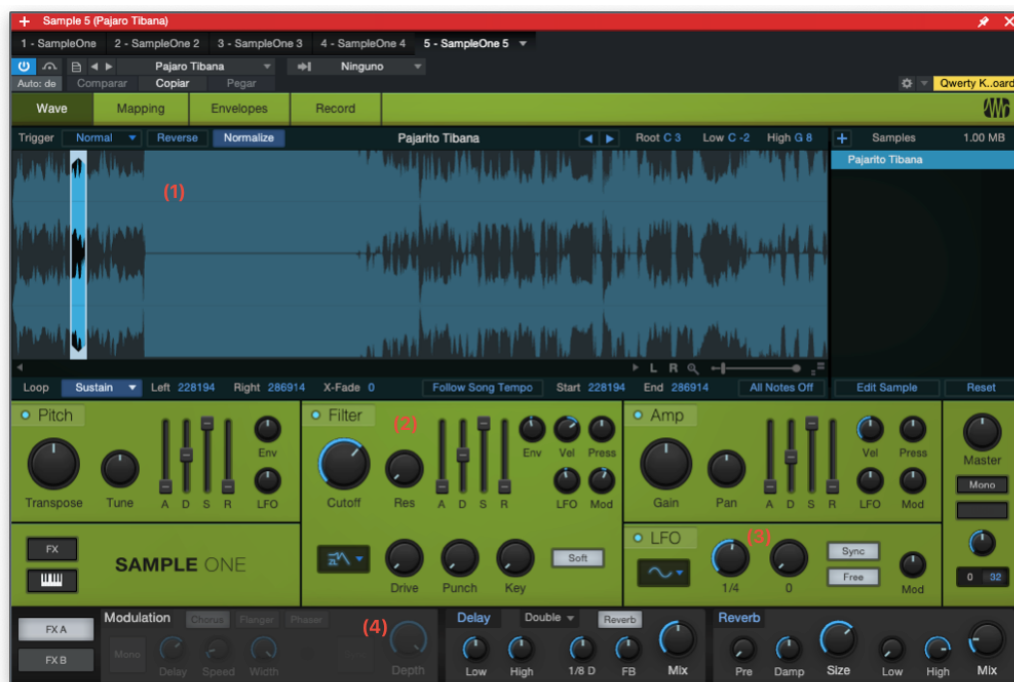 Sample 5 (Pajaro Tibana)
1 - SampleOne 2 - SampleOne 2 3 - SampleOne 3 4 - SampleOne 4 5 - SampleOne 5
Pajaro Tibana Ninguno
Auto: de Comparar Copiar Pegar Qwerty K..oard
Wave Mapping Envelopes Record
Trigger Normal Reverse Normalize Pajarito Tibana Root C 3 Low C -2 High G 8 Samples 1.00 MB
Pajarito Tibana
(1)
L R
Loop Sustain Left 228194 Right 286914 X-Fade 0 Follow Song Tempo Start 228194 End 286914 All Notes Off Edit Sample Reset
Pitch Filter (2) Amp
Env Env Vel Press Vel Press Master
Transpose Tune A D S R LFO Cutoff Res A D S R LFO Mod Gain Pan A D S R LFO Mod Mono
FX SAMPLE ONE Soft LFO (3) Sync
Drive Punch Key 1/4 0 Free Mod 0 32
FX A Modulation Chorus Flanger Phaser (4) Delay Double Reverb Reverb
FX B Mono Delay Speed Width Depth Low High 1/8 D FB Mix Pre Damp Size Low High Mix